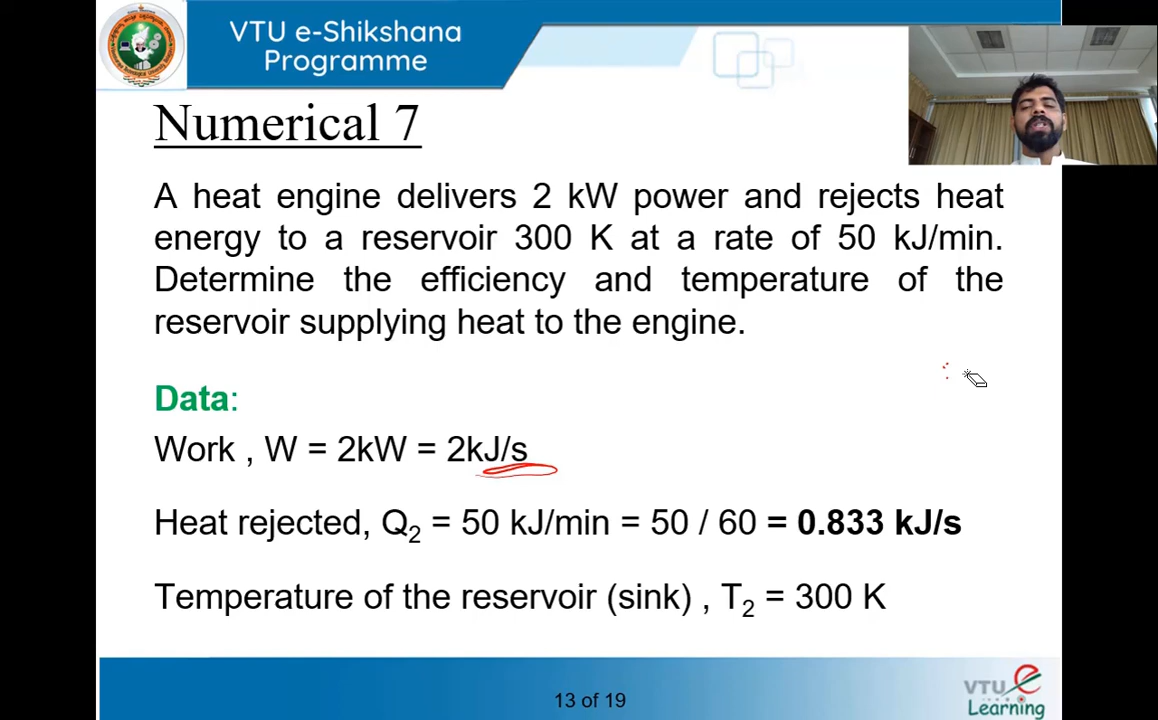 VTU e-Shikshana
Programme
Numerical 7
A heat engine delivers 2 kW power and rejects heat
energy to a reservoir 300 K at a rate of 50 kJ/min.
Determine the efficiency and temperature of the
reservoir supplying heat to the engine.
Data:
Work , W = 2kW = 2kJ/s
Heat rejected, Q₂ = 50 kJ/min = 50 / 60 = 0.833 kJ/s
Temperature of the reservoir (sink) , T₂ = 300 K
13 of 19
VTU e
Learning